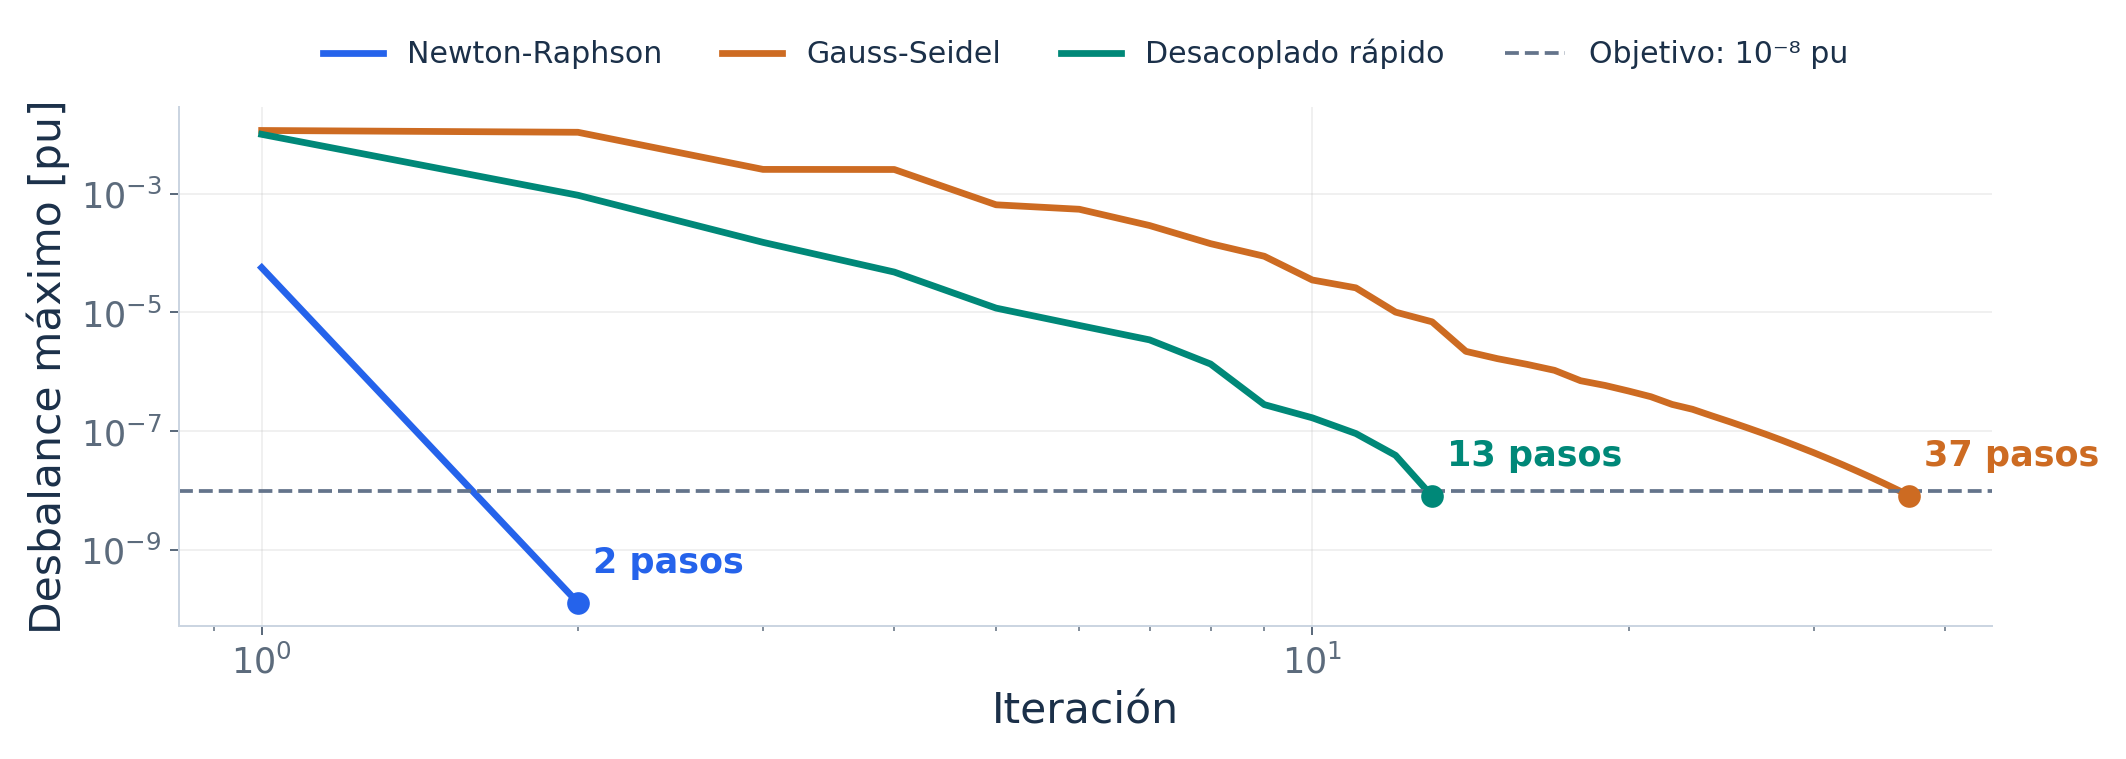 Newton-Raphson Gauss-Seidel Desacoplado rápido Objetivo: 10⁻⁸ pu
Desbalance máximo [pu]
10⁻³
10⁻⁵
10⁻⁷
10⁻⁹
13 pasos
37 pasos
2 pasos
10⁰ 10¹
Iteración